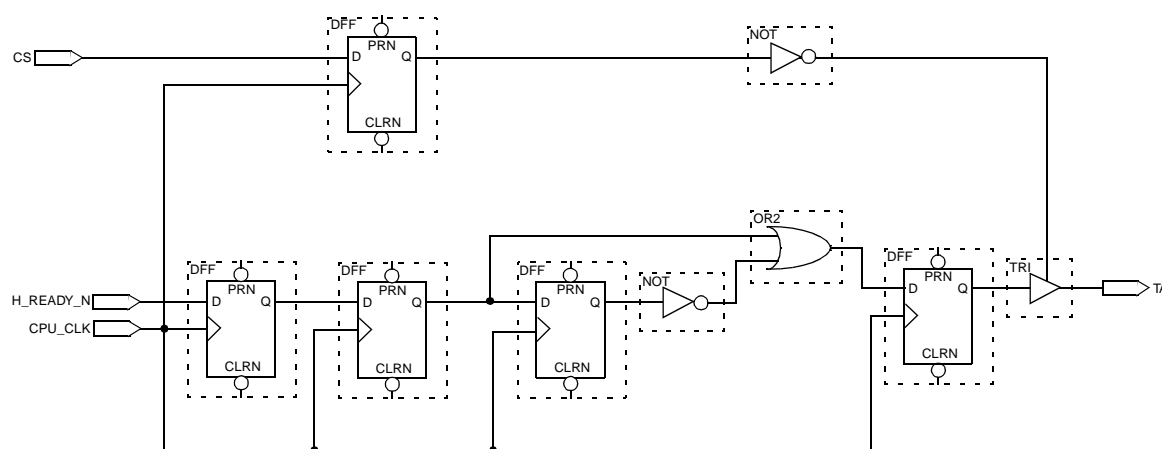 DFF
PRN
CS
D
Q
CLRN
NOT
OR2
DFF
PRN
H_READY_N
D
Q
CPU_CLK
CLRN
DFF
PRN
D
Q
CLRN
DFF
PRN
D
Q
CLRN
NOT
DFF
PRN
D
Q
CLRN
TRI
TA